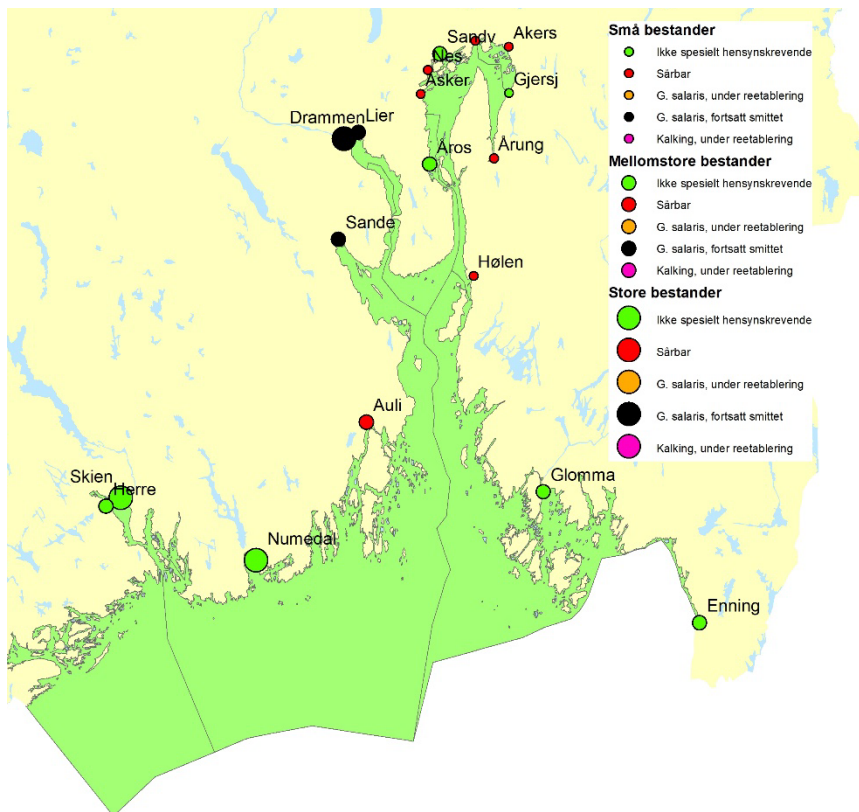 Små bestander
Ikke spesielt hensynskrevende
Sårbar
G. salaris, under reetablering
G. salaris, fortsatt smittet
Kalking, under reetablering
Mellomstore bestander
Ikke spesielt hensynskrevende
Sårbar
G. salaris, under reetablering
G. salaris, fortsatt smittet
Kalking, under reetablering
Store bestander
Ikke spesielt hensynskrevende
Sårbar
G. salaris, under reetablering
G. salaris, fortsatt smittet
Kalking, under reetablering
Sandv
Akers
Nes
Asker
Gjersj
Drammen
Lier
Åros
Årung
Sande
Hølen
Auli
Skien
Herre
Glomma
Numedal
Enning